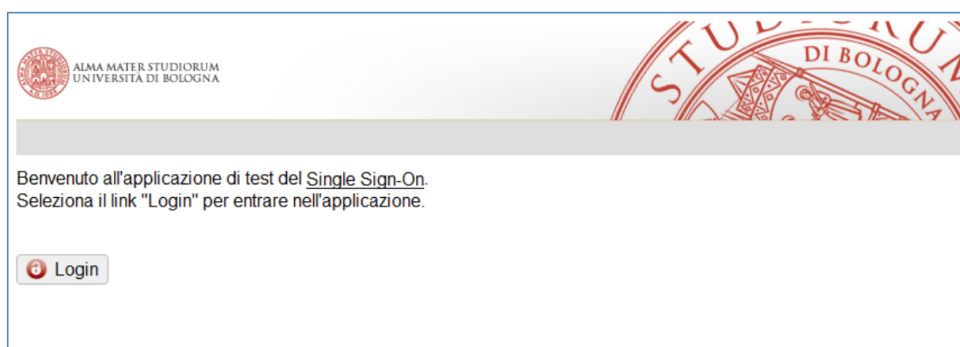 ALMA MATER STUDIORUM
UNIVERSITÀ DI BOLOGNA
STUDIORUM
DI BOLOGNA
Benvenuto all'applicazione di test del Single Sign-On.
Seleziona il link "Login" per entrare nell'applicazione.
Login